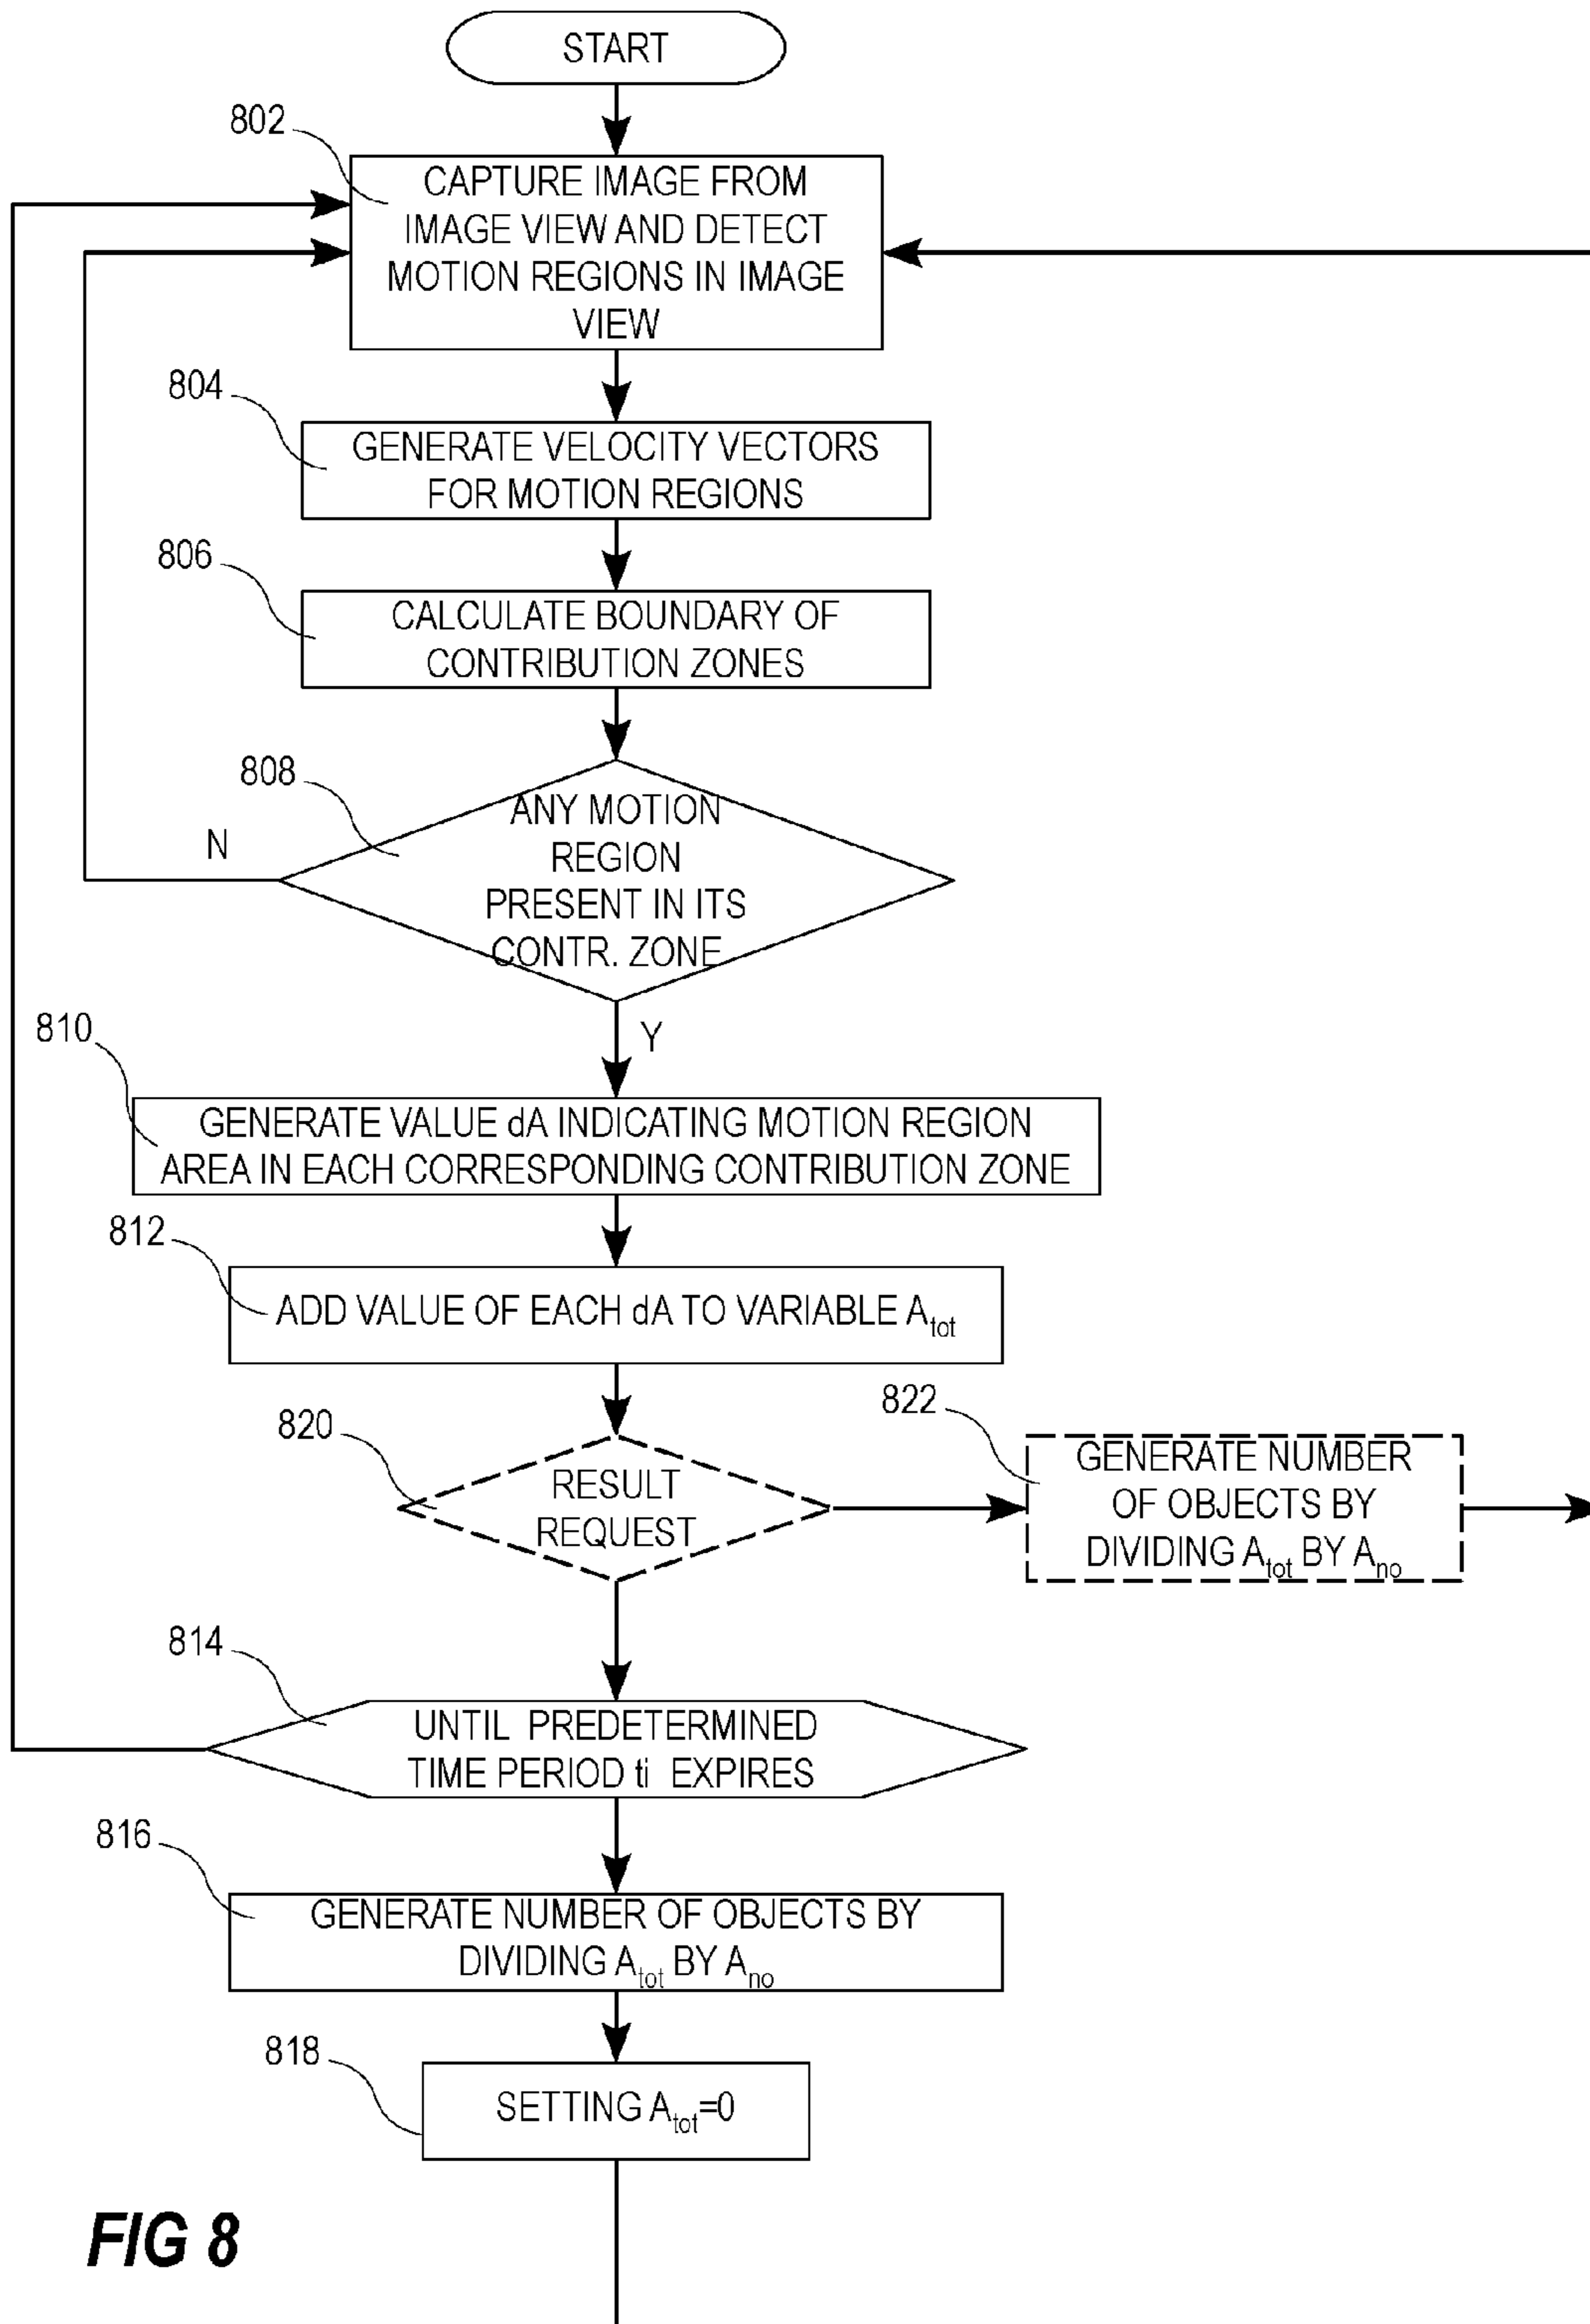 START
802
CAPTURE IMAGE FROM
IMAGE VIEW AND DETECT
MOTION REGIONS IN IMAGE
VIEW
804
GENERATE VELOCITY VECTORS
FOR MOTION REGIONS
806
CALCULATE BOUNDARY OF
CONTRIBUTION ZONES
808
ANY MOTION
REGION
PRESENT IN ITS
CONTR. ZONE
N
Y
810
GENERATE VALUE dA INDICATING MOTION REGION
AREA IN EACH CORRESPONDING CONTRIBUTION ZONE
812
ADD VALUE OF EACH dA TO VARIABLE Atot
820
RESULT
REQUEST
822
GENERATE NUMBER
OF OBJECTS BY
DIVIDING Atot BY Ano
814
UNTIL PREDETERMINED
TIME PERIOD ti EXPIRES
816
GENERATE NUMBER OF OBJECTS BY
DIVIDING Atot BY Ano
818
SETTING Atot=0
FIG 8